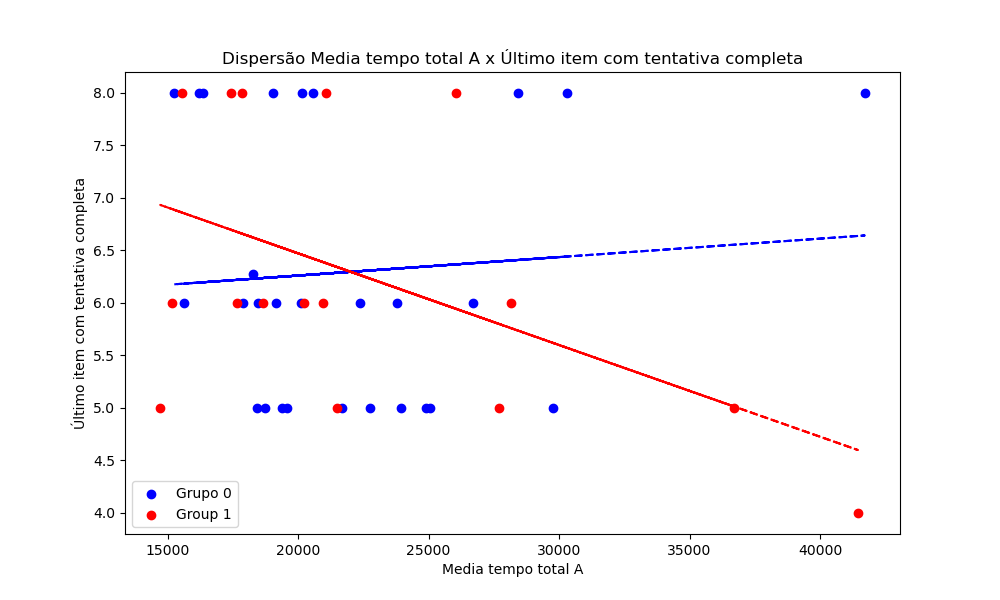 Dispersão Media tempo total A x Último item com tentativa completa
Último item com tentativa completa
8.0
7.5
7.0
6.5
6.0
5.5
5.0
4.5
4.0
Grupo 0
Group 1
15000 20000 25000 30000 35000 40000
Media tempo total A